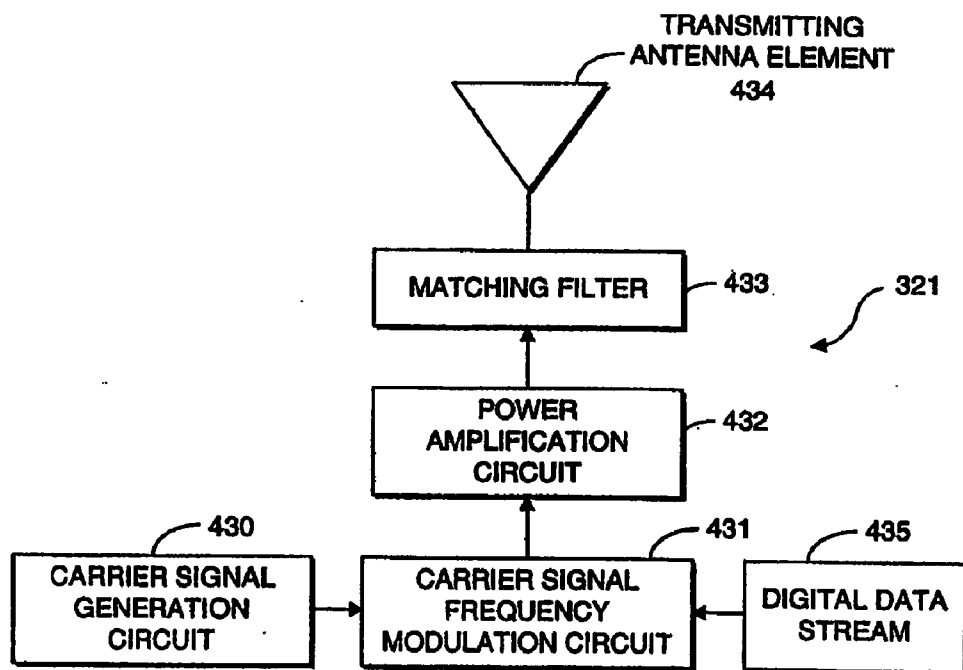 TRANSMITTING
ANTENNA ELEMENT
434
MATCHING FILTER
433
321
POWER
AMPLIFICATION
CIRCUIT
432
430
431
435
CARRIER SIGNAL
GENERATION
CIRCUIT
CARRIER SIGNAL
FREQUENCY
MODULATION CIRCUIT
DIGITAL DATA
STREAM